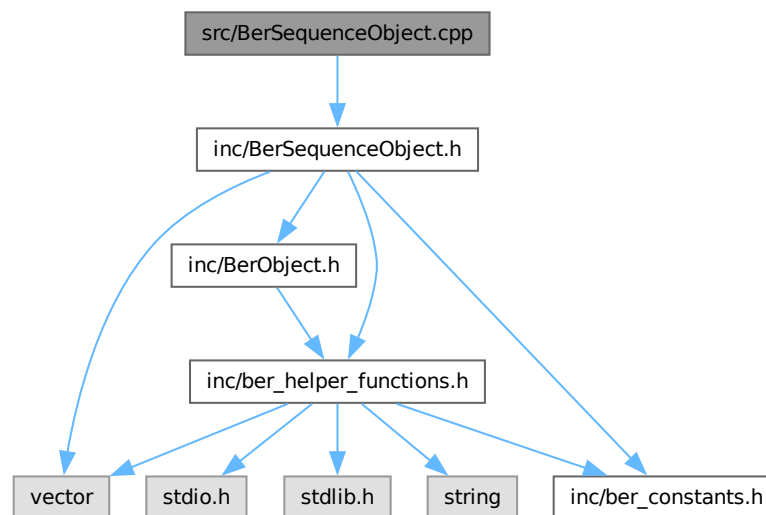 src/BerSequenceObject.cpp
inc/BerSequenceObject.h
inc/BerObject.h
inc/ber_helper_functions.h
vector
stdio.h
stdlib.h
string
inc/ber_constants.h